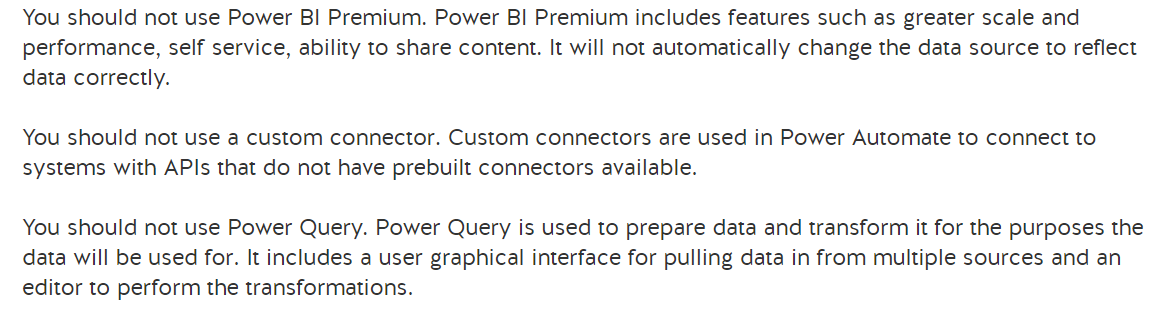 You should not use Power BI Premium. Power BI Premium includes features such as greater scale and
performance, self service, ability to share content. It will not automatically change the data source to reflect
data correctly.
You should not use a custom connector. Custom connectors are used in Power Automate to connect to
systems with APIs that do not have prebuilt connectors available.
You should not use Power Query. Power Query is used to prepare data and transform it for the purposes the
data will be used for. It includes a user graphical interface for pulling data in from multiple sources and an
editor to perform the transformations.